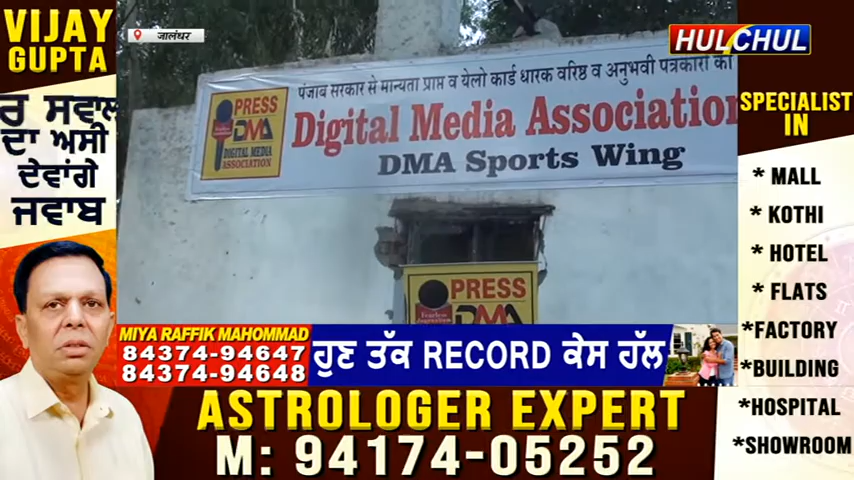 VIJAY
GUPTA
ਰ ਸਵਾਲ
ਦਾ ਅਸੀ
ਦੇਵਾਂਗੇ
ਜਵਾਬ
जालंधर
HULCHUL
पंजाब सरकार से मान्यता प्राप्त व येलो कार्ड धारक वरिष्ठ व अनुभवी पत्रकारों की
PRESS
DMA
DIGITAL MEDIA
ASSOCIATION
Digital Media Association
DMA Sports Wing
PRESS
DMA
Fearless
SPECIALIST
IN
* MALL
* KOTHI
* HOTEL
* FLATS
*FACTORY
*BUILDING
*HOSPITAL
*SHOWROOM
MIYA RAFFIK MAHOMMAD
84374-94647
84374-94648
ਹੁਣ ਤੱਕ RECORD ਕੇਸ ਹੱਲ
ASTROLOGER EXPERT
M: 94174-05252